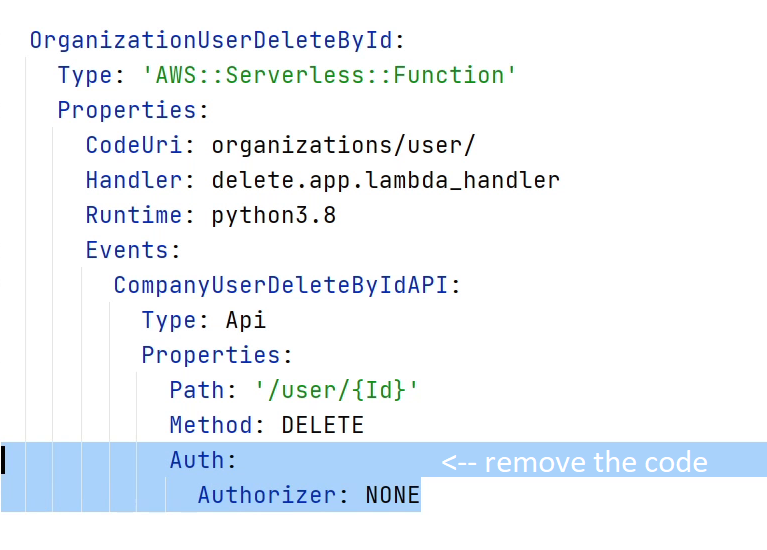 OrganizationUserDeleteById:
Type: 'AWS::Serverless::Function'
Properties:
CodeUri: organizations/user/
Handler: delete.app.lambda_handler
Runtime: python3.8
Events:
CompanyUserDeleteByIdAPI:
Type: Api
Properties:
Path: '/user/{Id}'
Method: DELETE
Auth: <-- remove the code
Authorizer: NONE